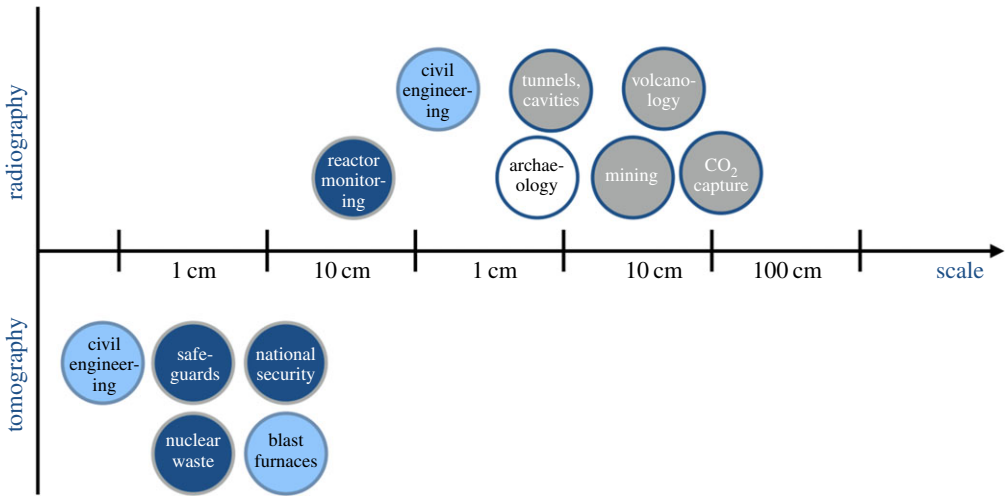 radiography
civil
engineer-
ing
tunnels,
cavities
volcano-
logy
reactor
monitor-
ing
archae-
ology
mining
CO₂
capture
1 cm
10 cm
1 cm
10 cm
100 cm
scale
tomography
civil
engineer-
ing
safe-
guards
national
security
nuclear
waste
blast
furnaces